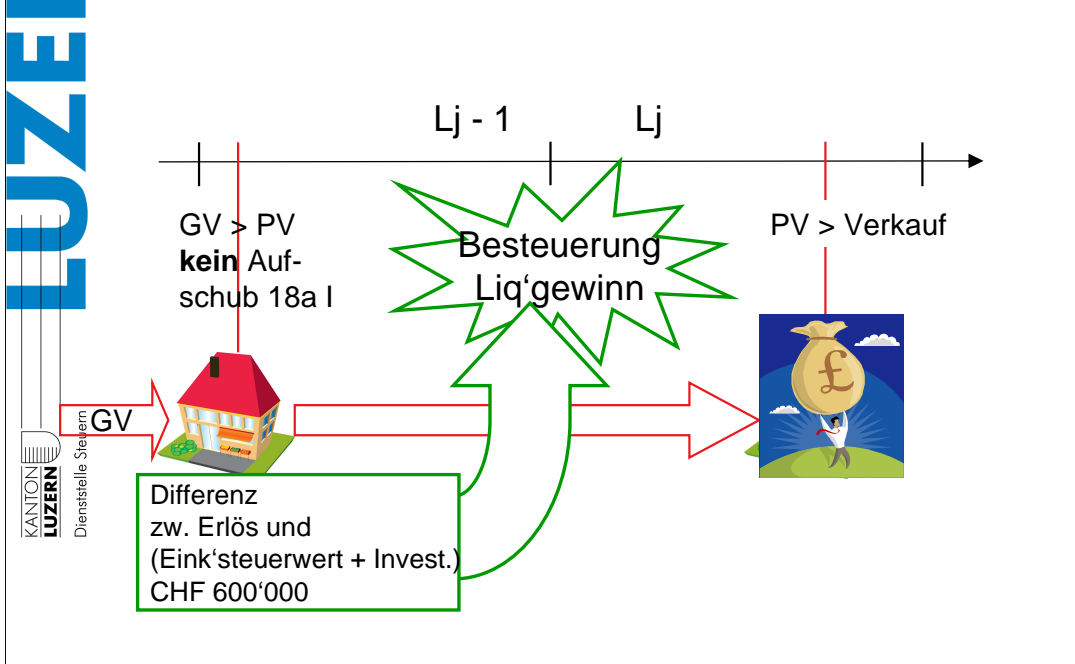 LUZE
KANTON
LUZERN
Dienststelle Steuern
Lj - 1
Lj
GV > PV
kein Auf-
schub 18a I
Besteuerung
Liq‘gewinn
PV > Verkauf
£
GV
Differenz
zw. Erlös und
(Eink‘steuerwert + Invest.)
CHF 600‘000